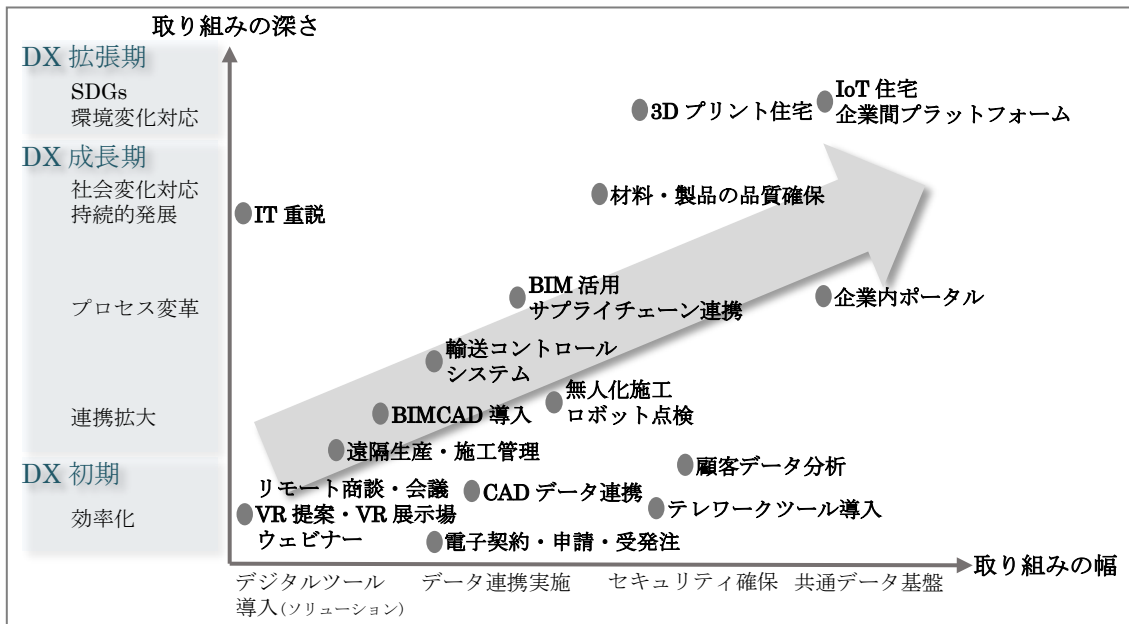 取り組みの深さ
DX 拡張期
SDGs
環境変化対応
DX 成長期
社会変化対応
持続的発展
プロセス変革
連携拡大
DX 初期
効率化
IoT 住宅
企業間プラットフォーム
3D プリント住宅
材料・製品の品質確保
IT 重説
BIM 活用
サプライチェーン連携
企業内ポータル
輸送コントロール
システム
無人化施工
ロボット点検
BIMCAD 導入
遠隔生産・施工管理
顧客データ分析
リモート商談・会議
VR 提案・VR 展示場
ウェビナー
CAD データ連携
テレワークツール導入
電子契約・申請・受発注
取り組みの幅
デジタルツール
導入(ソリューション)
データ連携実施
セキュリティ確保
共通データ基盤